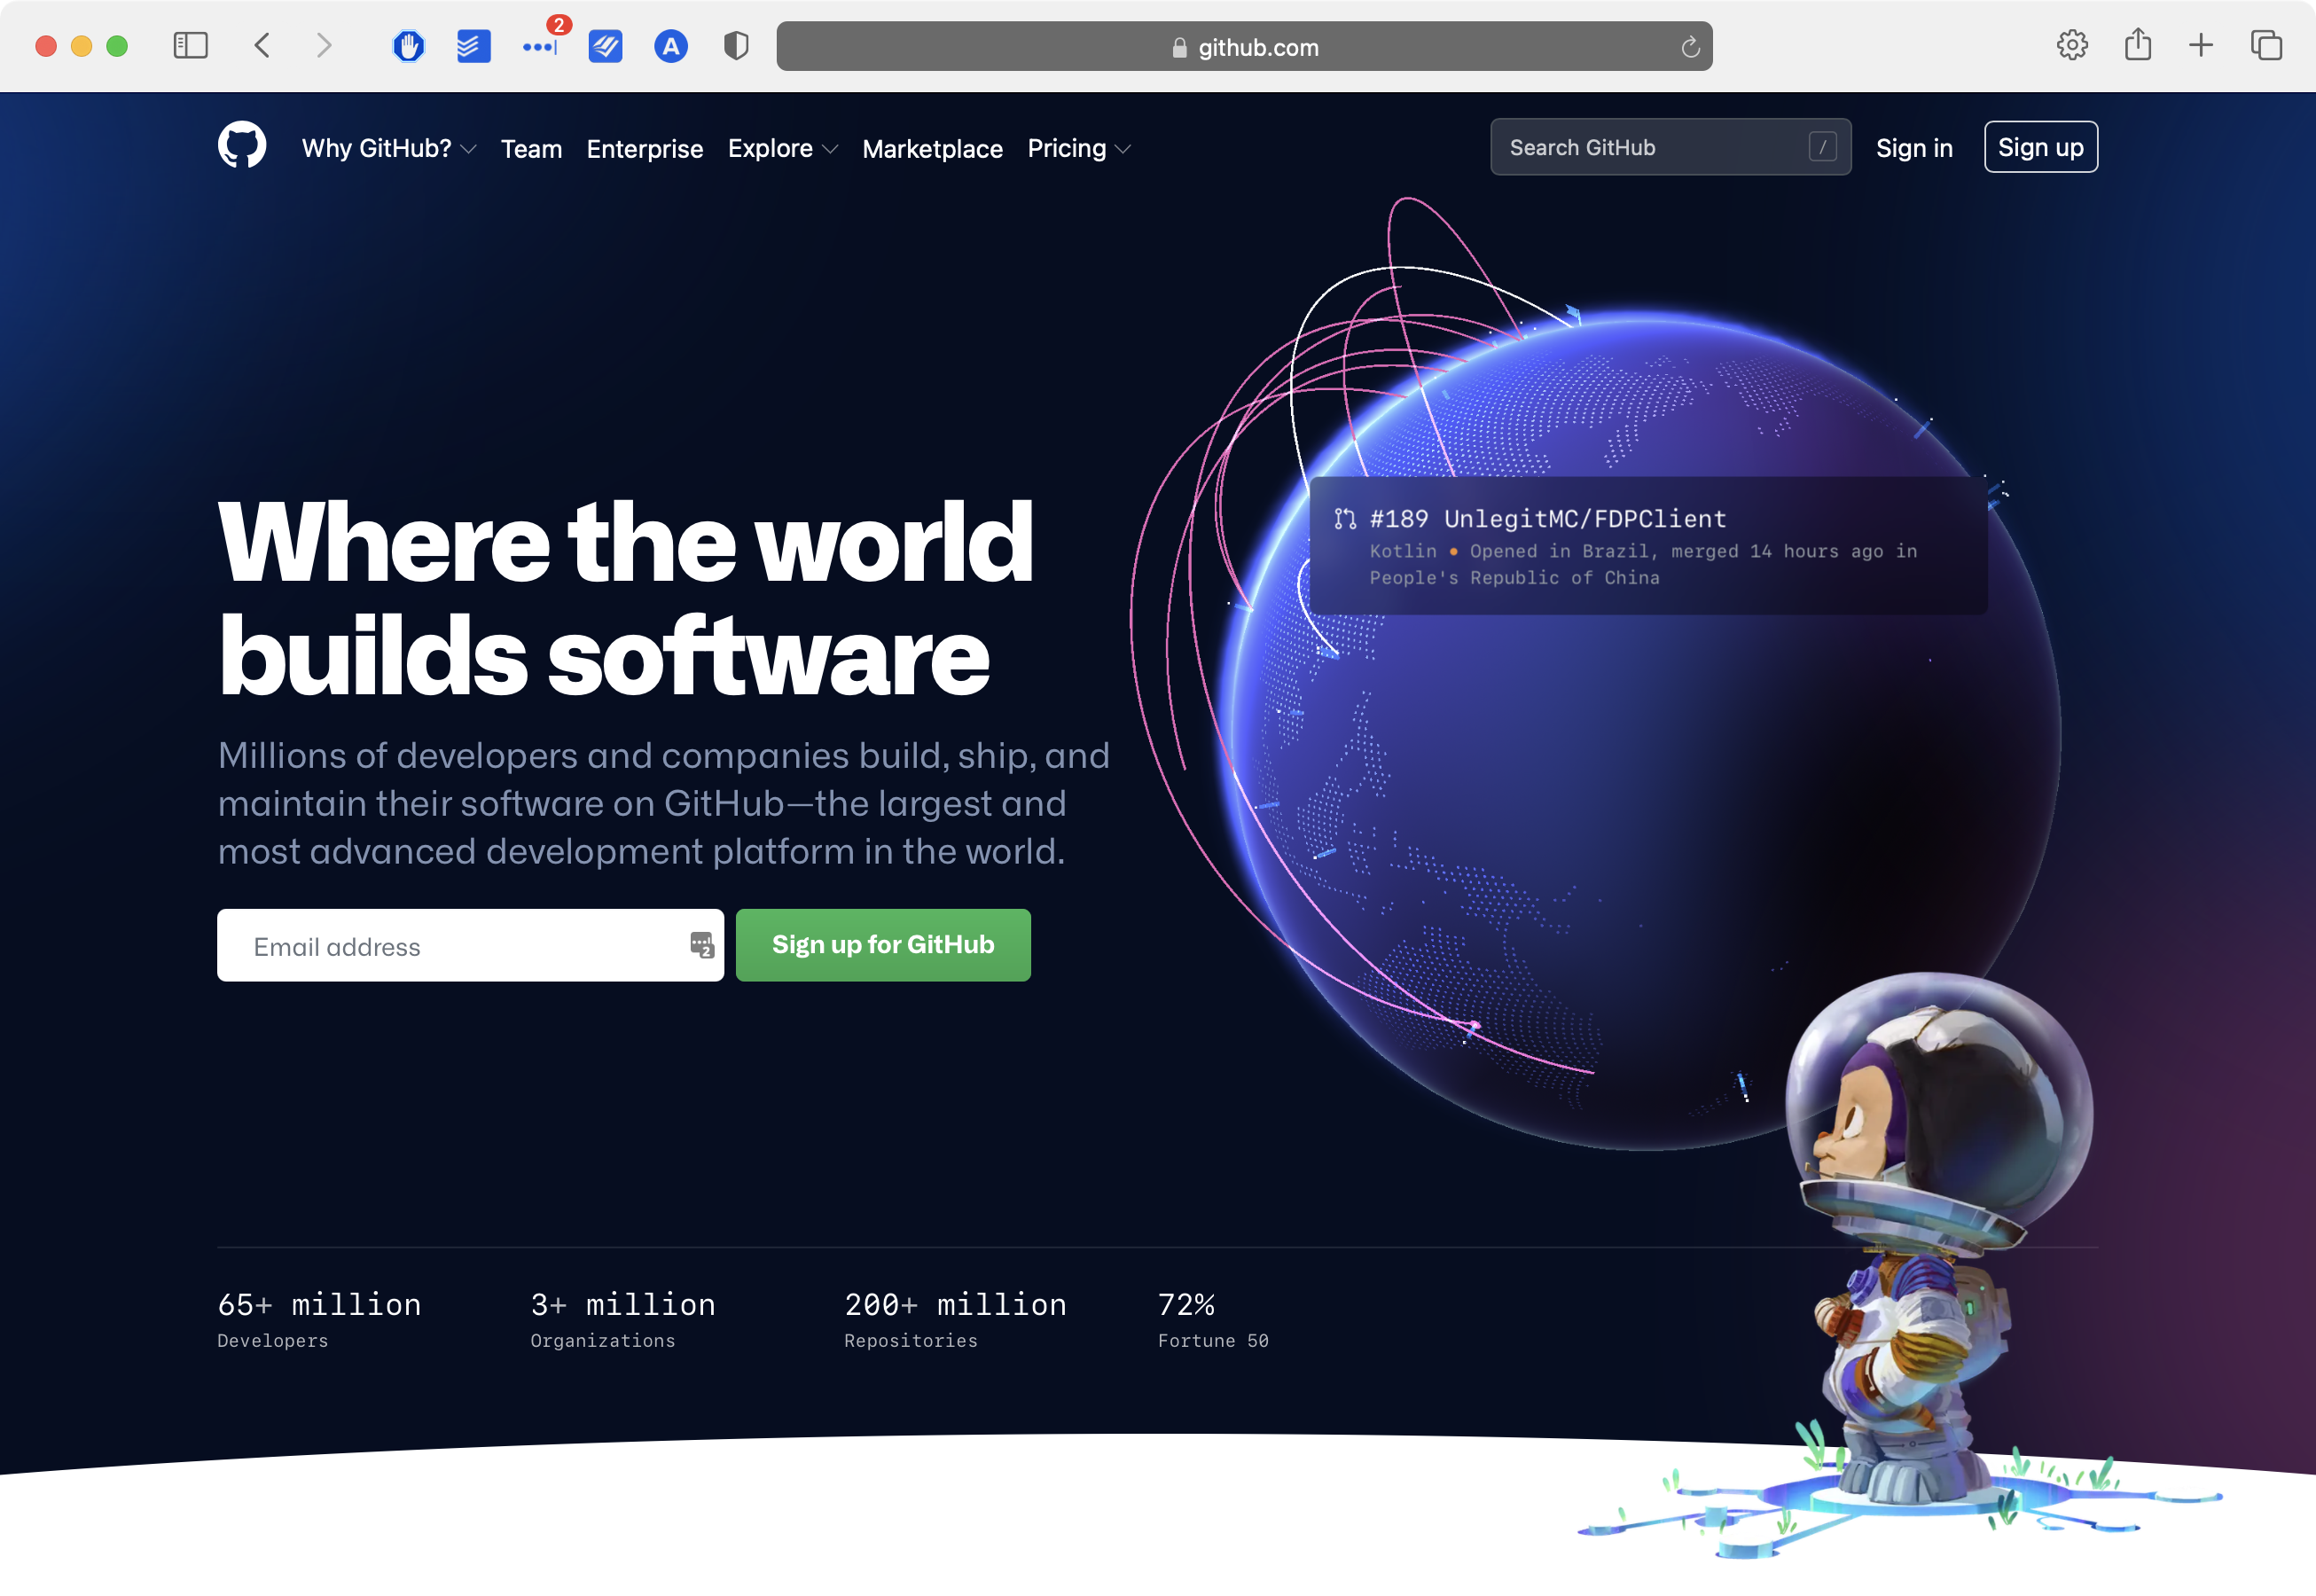 2
A
github.com
Why GitHub?
Team
Enterprise
Explore
Marketplace
Pricing
Search GitHub
/
Sign in
Sign up
Where the world
builds software
Millions of developers and companies build, ship, and
maintain their software on GitHub—the largest and
most advanced development platform in the world.
Email address
2
Sign up for GitHub
#189 UnlegitMC/FDPClient
Kotlin • Opened in Brazil, merged 14 hours ago in
People's Republic of China
65+ million
Developers
3+ million
Organizations
200+ million
Repositories
72%
Fortune 50